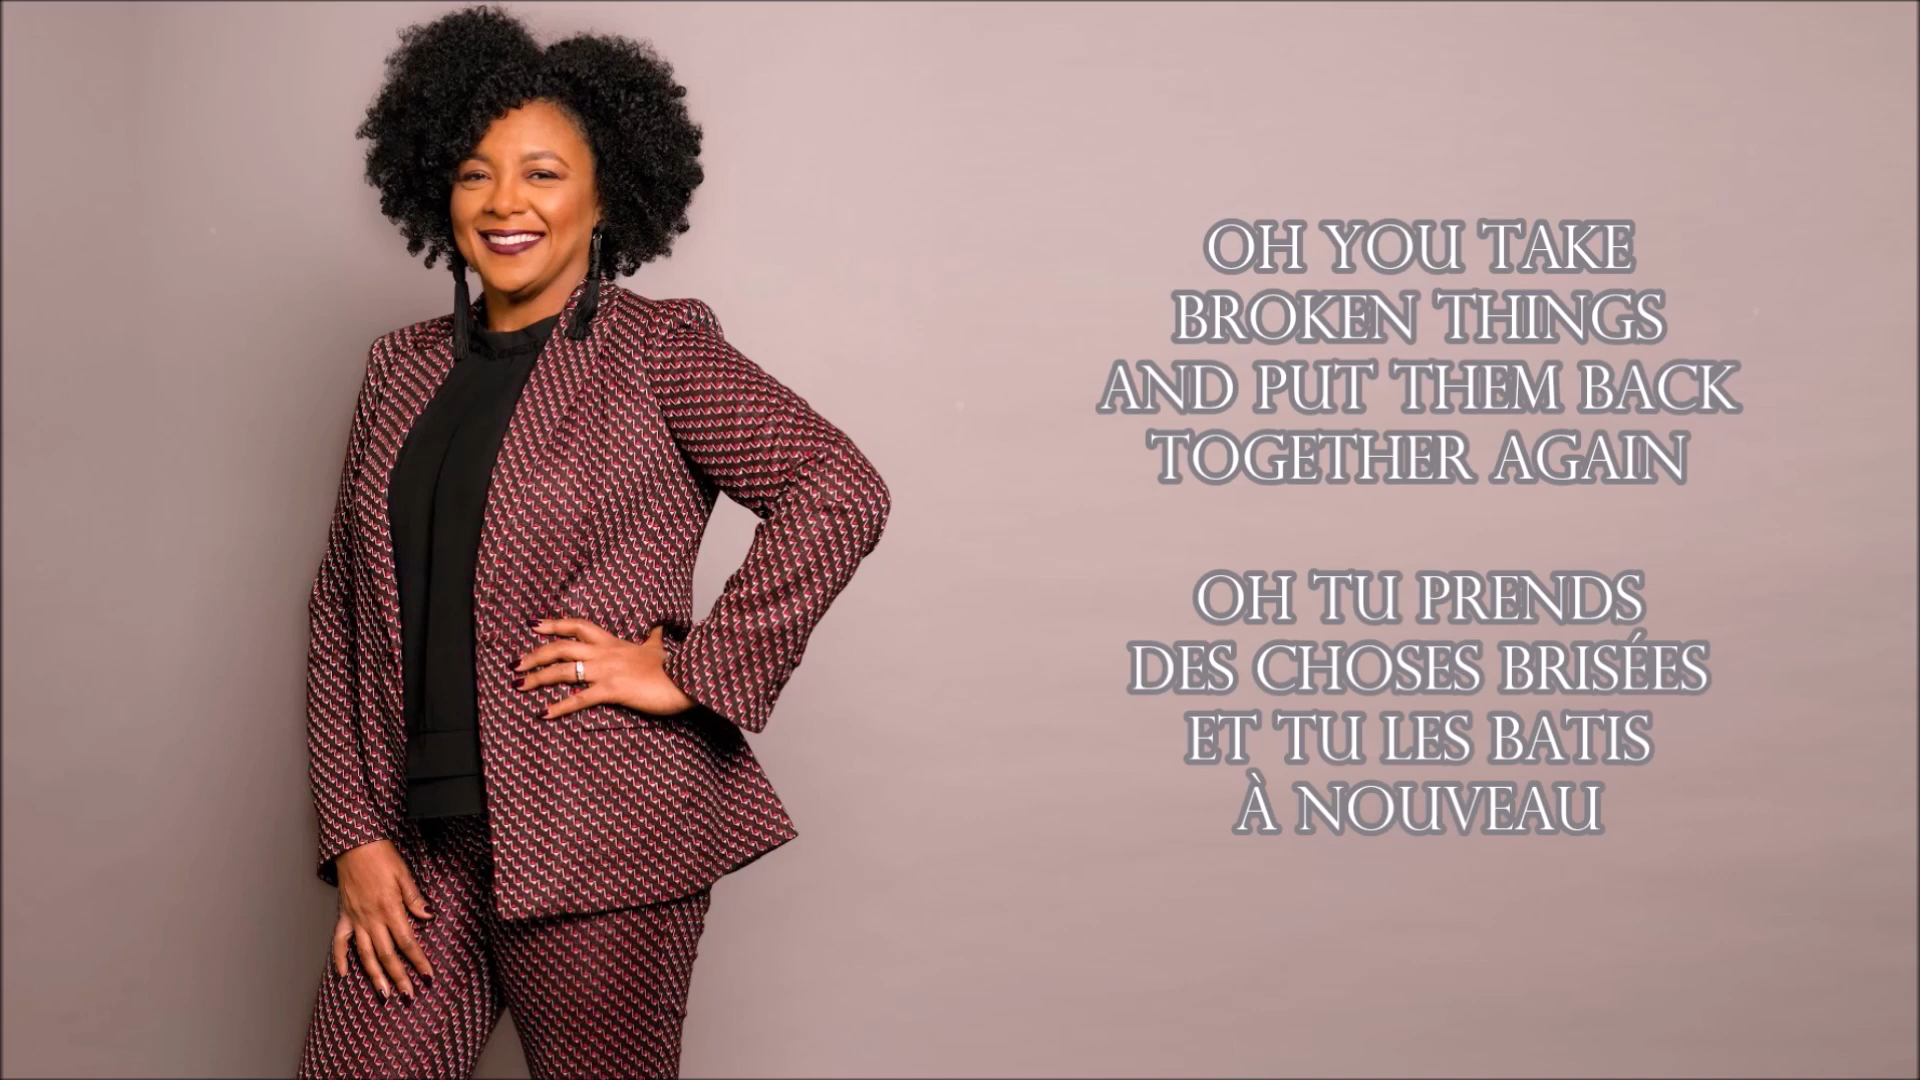 OH YOU TAKE
BROKEN THINGS
AND PUT THEM BACK
TOGETHER AGAIN
OH TU PRENDS
DES CHOSES BRISÉES
ET TU LES BATIS
À NOUVEAU